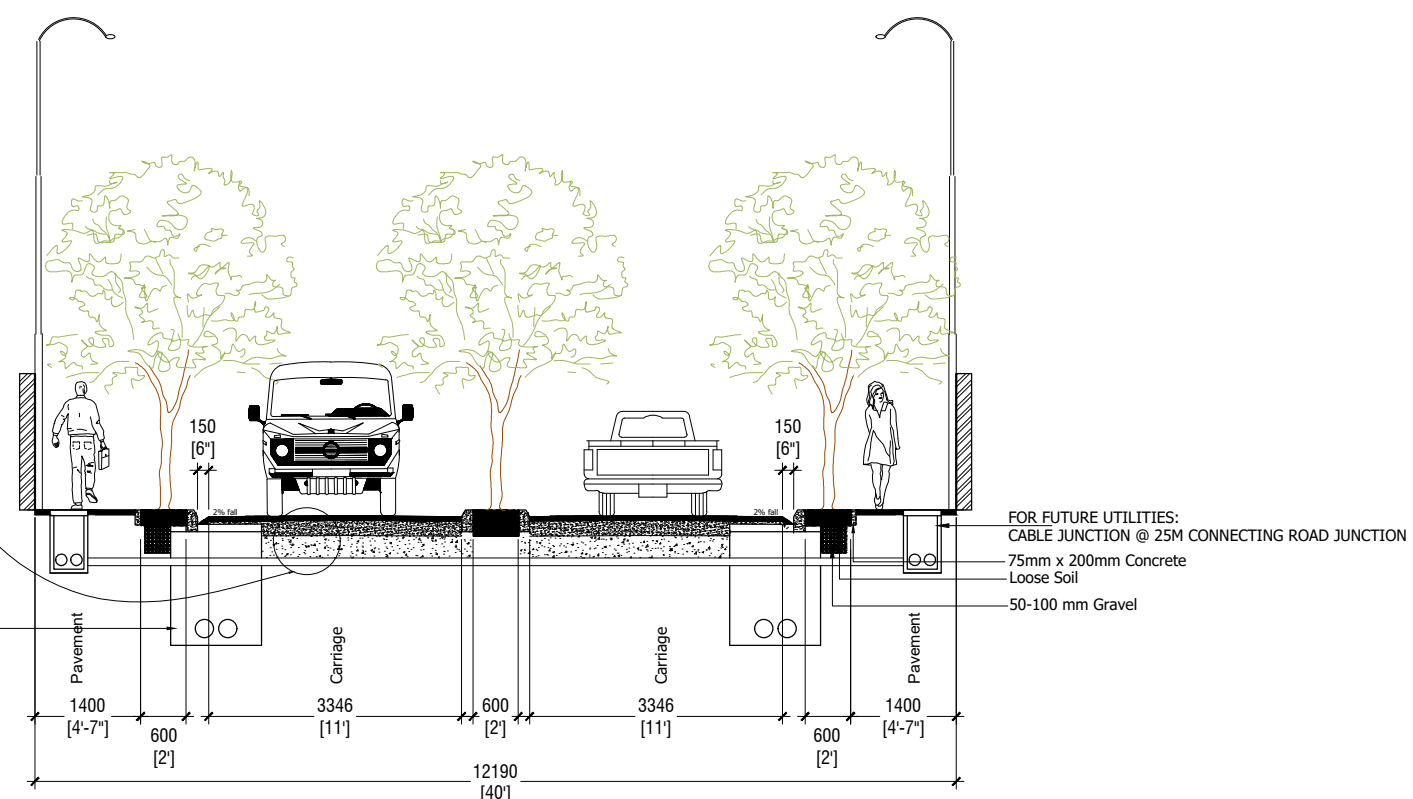 150
[6"]
150
[6"]
2% fall
2% fall
FOR FUTURE UTILITIES:
CABLE JUNCTION @ 25M CONNECTING ROAD JUNCTION
75mm x 200mm Concrete
Loose Soil
50-100 mm Gravel
Pavement
Carriage
Carriage
Pavement
1400
[4'-7"]
600
[2']
3346
[11']
600
[2']
3346
[11']
600
[2']
1400
[4'-7"]
12190
[40']